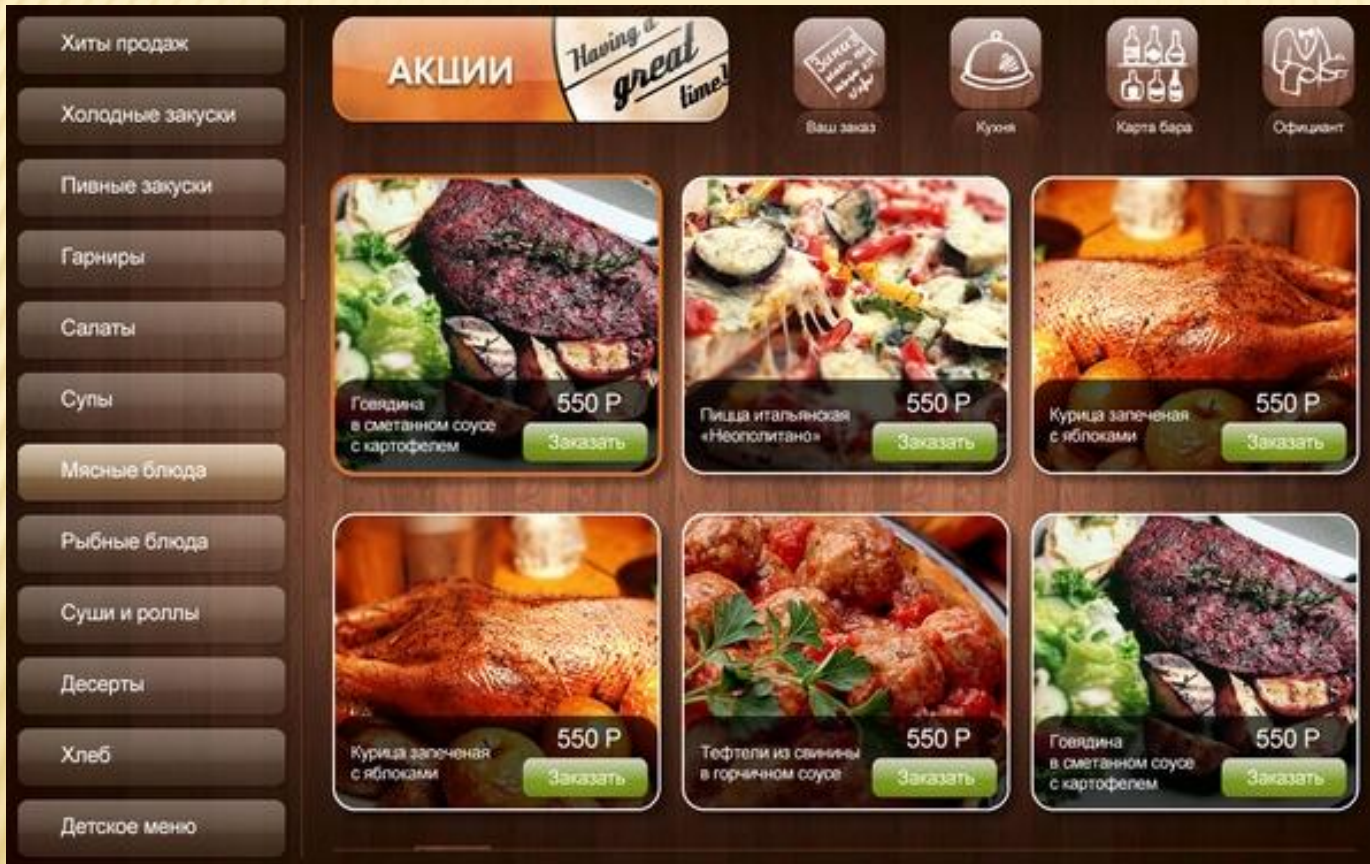 Хиты продаж
Холодные закуски
Пивные закуски
Гарниры
Салаты
Супы
Мясные блюда
Рыбные блюда
Суши и роллы
Десерты
Хлеб
Детское меню
АКЦИИ
Having a
great
time!
Заказ
Ваш заказ
Кухня
Карта бара
Официант
Говядина
в сметанном соусе
с картофелем
550 Р
Заказать
Пицца итальянская
«Неополитано»
550 Р
Заказать
Курица запеченая
с яблоками
550 Р
Заказать
Курица запеченая
с яблоками
550 Р
Заказать
Тефтели из свинины
в горчичном соусе
550 Р
Заказать
Говядина
в сметанном соусе
с картофелем
550 Р
Заказать